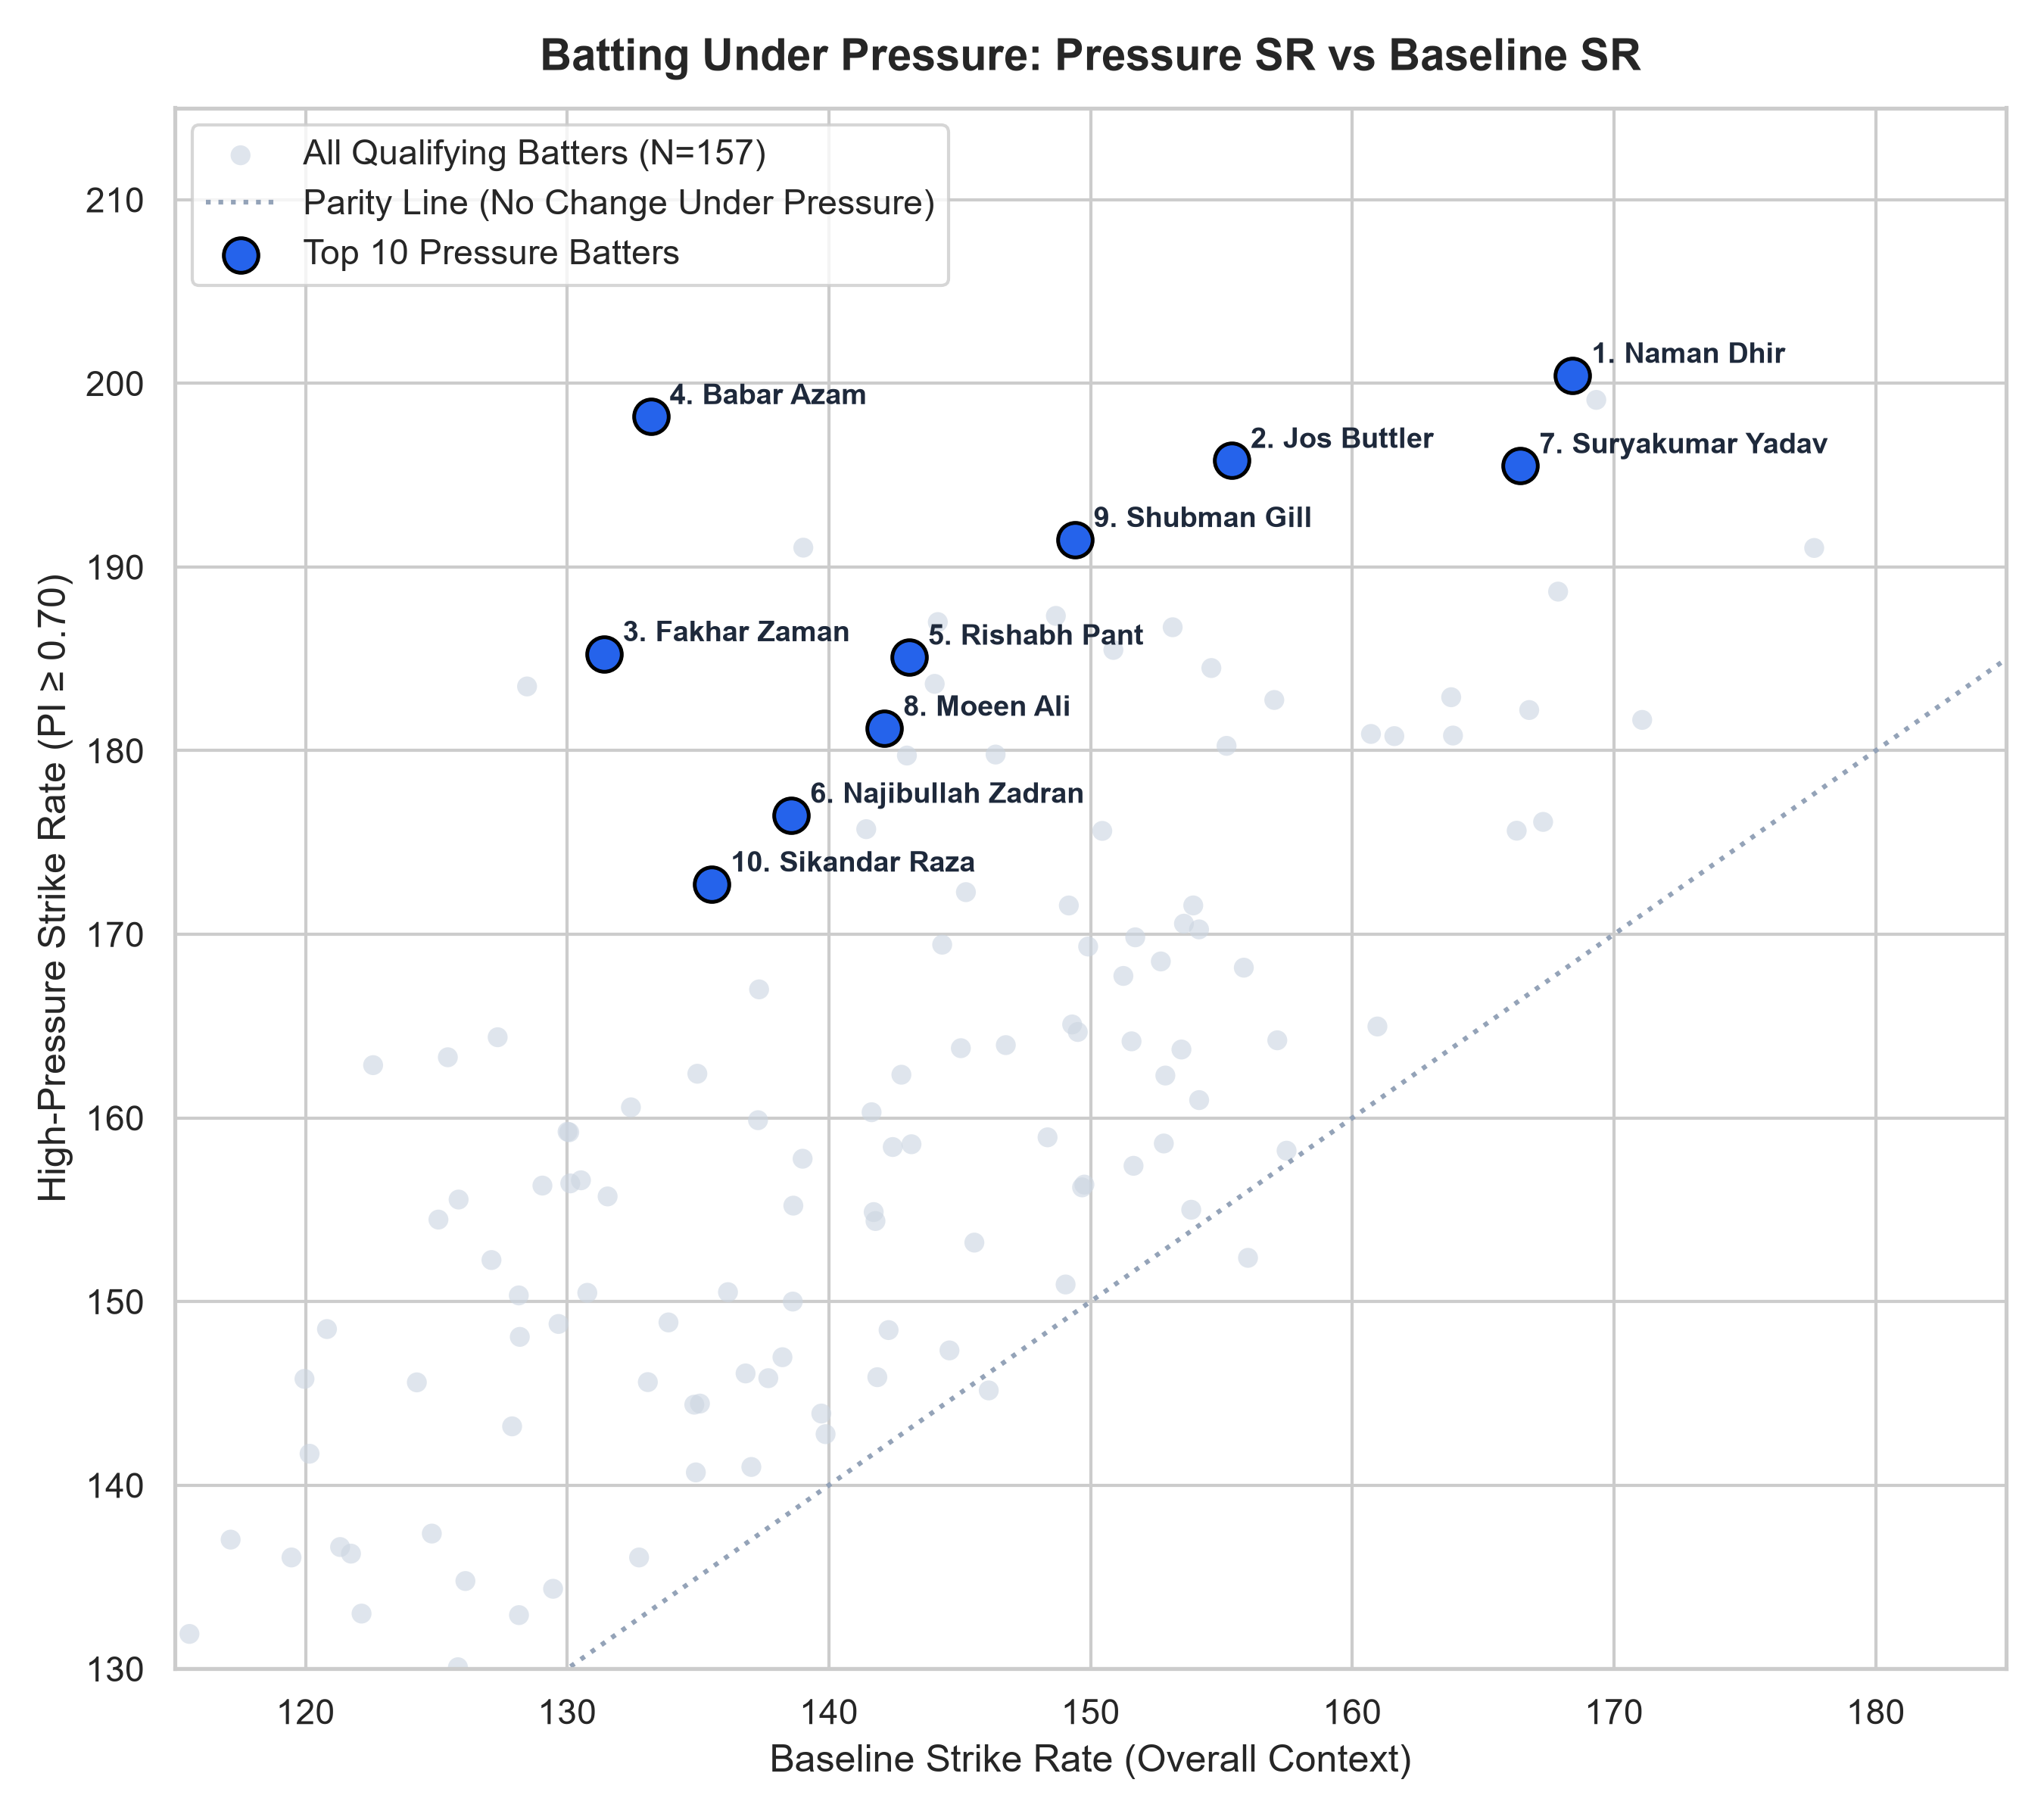 Batting Under Pressure: Pressure SR vs Baseline SR
All Qualifying Batters (N=157)
Parity Line (No Change Under Pressure)
Top 10 Pressure Batters
High-Pressure Strike Rate (PI ≥ 0.70)
210
200
190
180
170
160
150
140
130
1. Naman Dhir
4. Babar Azam
2. Jos Buttler
7. Suryakumar Yadav
9. Shubman Gill
3. Fakhar Zaman
5. Rishabh Pant
8. Moeen Ali
6. Najibullah Zadran
10. Sikandar Raza
120 130 140 150 160 170 180
Baseline Strike Rate (Overall Context)